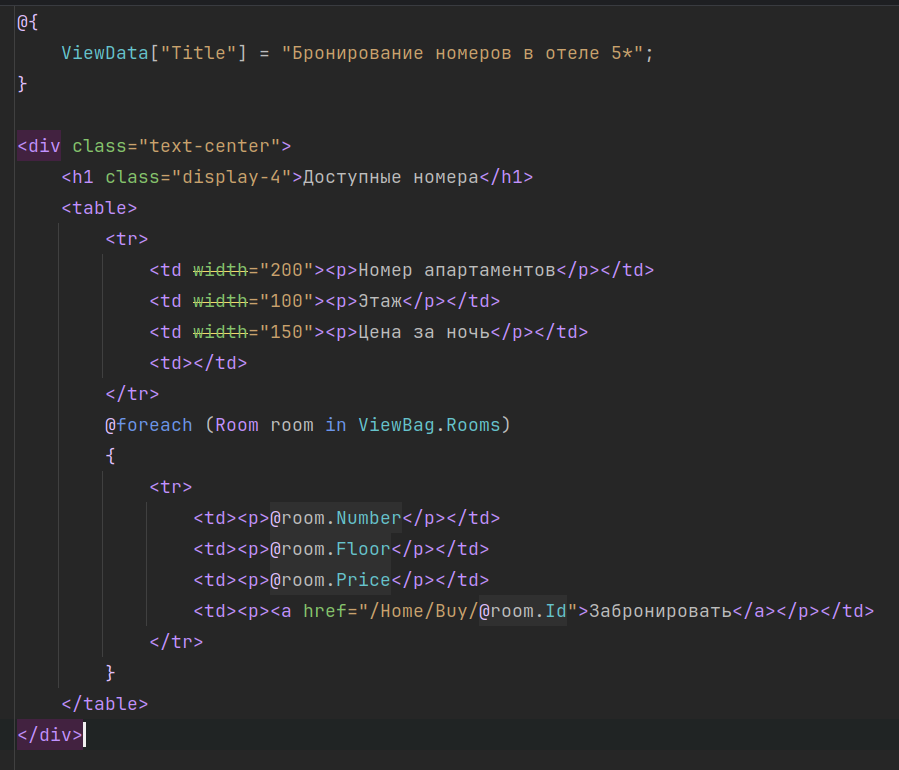 @{
    ViewData["Title"] = "Бронирование номеров в отеле 5*";
}

<div class="text-center">
    <h1 class="display-4">Доступные номера</h1>
    <table>
        <tr>
            <td width="200"><p>Номер апартаментов</p></td>
            <td width="100"><p>Этаж</p></td>
            <td width="150"><p>Цена за ночь</p></td>
            <td></td>
        </tr>
        @foreach (Room room in ViewBag.Rooms)
        {
            <tr>
                <td><p>@room.Number</p></td>
                <td><p>@room.Floor</p></td>
                <td><p>@room.Price</p></td>
                <td><p><a href="/Home/Buy/@room.Id">Забронировать</a></p></td>
            </tr>
        }
    </table>
</div>